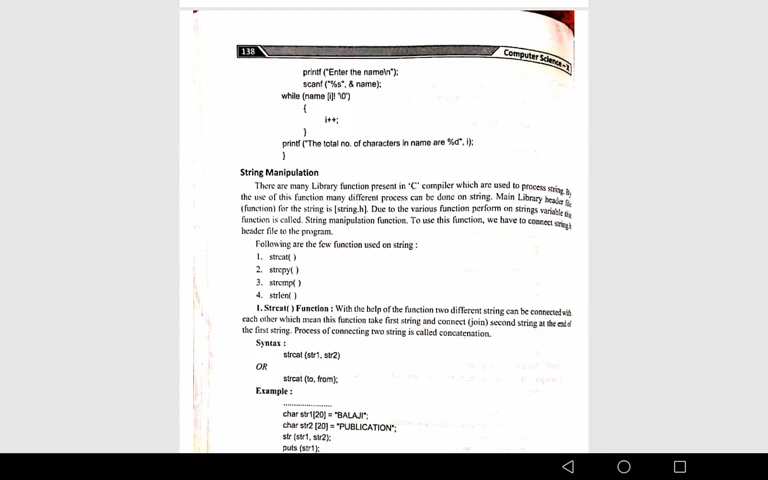 138
Computer Science - I
printf ("Enter the name\n");
scanf ("%s", & name);
while (name [i]! '\0')
{
i++;
}
printf ("The total no. of characters in name are %d", i);
}
String Manipulation
There are many Library function present in 'C' compiler which are used to process string. By
the use of this function many different process can be done on string. Main Library header file
(function) for the string is [string.h]. Due to the various function perform on strings variable this
function is called. String manipulation function. To use this function, we have to connect string.h
header file to the program.
Following are the few function used on string :
1. strcat( )
2. strcpy( )
3. strcmp( )
4. strlen( )
1. Strcat( ) Function : With the help of the function two different string can be connected with
each other which mean this function take first string and connect (join) second string at the end of
the first string. Process of connecting two string is called concatenation.
Syntax :
strcat (str1, str2)
OR
strcat (to, from);
Example :
......................
char str1[20] = "BALAJI";
char str2 [20] = "PUBLICATION";
str (str1, str2);
puts (str1);